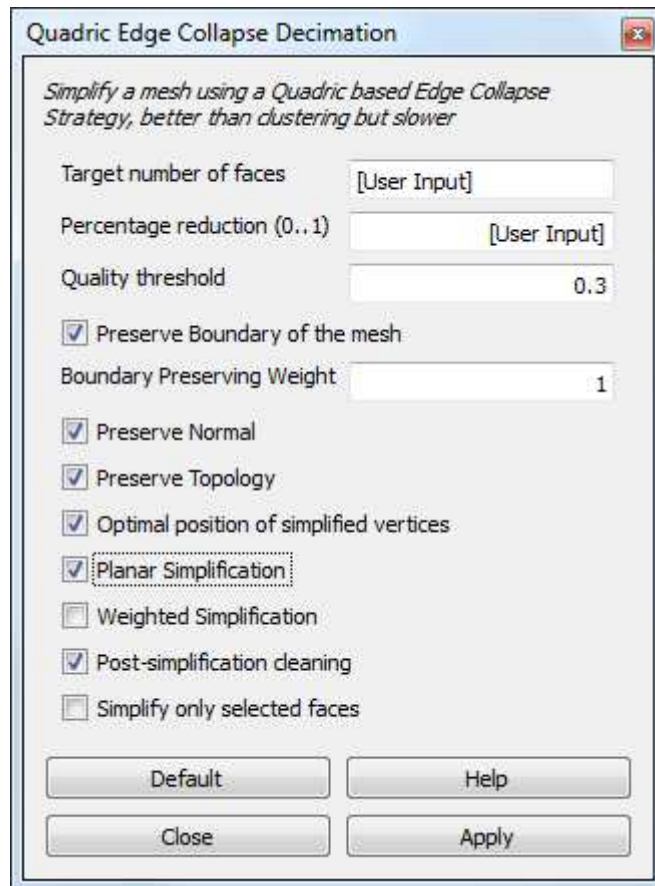 Quadric Edge Collapse Decimation
Simplify a mesh using a Quadric based Edge Collapse
Strategy, better than clustering but slower
Target number of faces [User Input]
Percentage reduction (0..1) [User Input]
Quality threshold 0.3
Preserve Boundary of the mesh
Boundary Preserving Weight 1
Preserve Normal
Preserve Topology
Optimal position of simplified vertices
Planar Simplification
Weighted Simplification
Post-simplification cleaning
Simplify only selected faces
Default Help
Close Apply